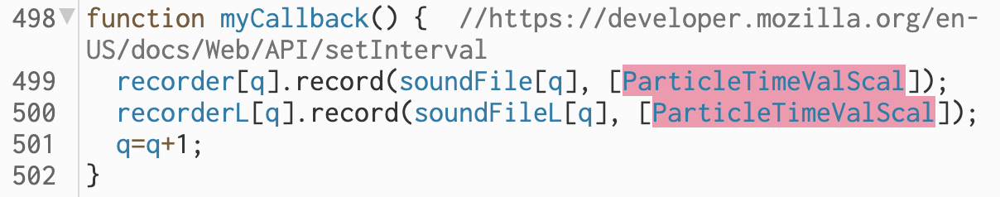 498 function myCallback() {  //https://developer.mozilla.org/en-
US/docs/Web/API/setInterval
499 recorder[q].record(soundFile[q], [ParticleTimeValScal]);
500 recorderL[q].record(soundFileL[q], [ParticleTimeValScal]);
501 q=q+1;
502 }